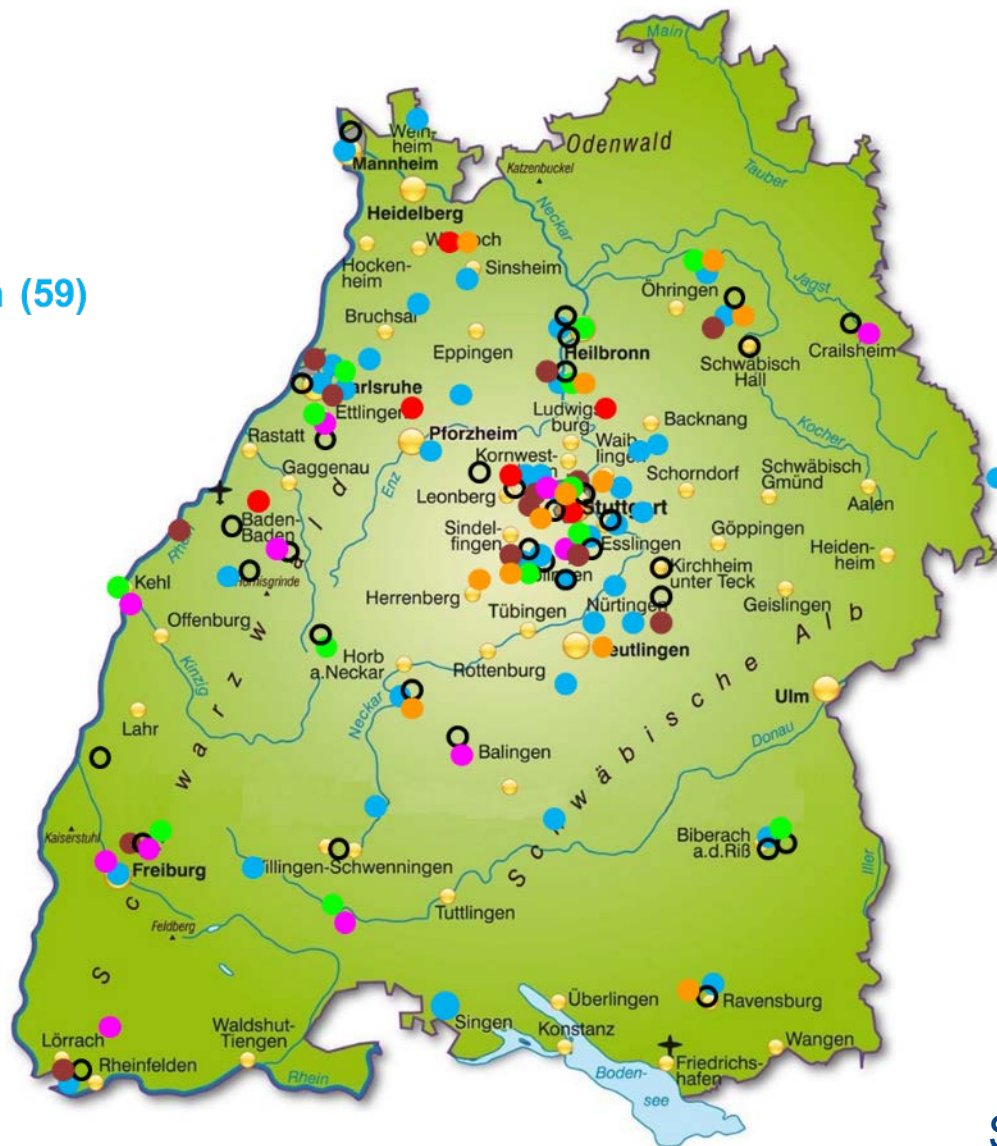 Main
Wein-
heim
Odenwald
Mannheim
Katzenbuckel
Tauber
Neckar
Heidelberg
Hocken-
heim
Sinsheim
Jagst
(59)
Öhringen
Bruchsal
Eppingen
Heilbronn
Crailsheim
Schwäbisch
Hall
Ettlingen
Ludwigs
burg
Backnang
Kocher
Rastatt
Pforzheim
Waib
lingen
Gaggenau
Enz
Kornwest-
Schorndorf
Schwäbisch
Gmünd
Leonberg
Stuttgart
Aalen
Baden-
Baden
Sindel-
fingen
Esslingen
Göppingen
Rhein
Heiden-
heim
Kirchheim
unter Teck
Kehl
Hornisgrinde
Herrenberg
Nürtingen
Geislingen
Tübingen
Offenburg
Horb
a.Neckar
Rottenburg
Kinzig
Neckar
Ulm
Lahr
Donau
Balingen
Schwäbische Alb
Schwarzwald
Kaiserstuhl
Biberach
a.d.Riß
Freiburg
Villingen-Schwenningen
Iller
Tuttlingen
Feldberg
Überlingen
Ravensburg
Singen
Konstanz
Lörrach
Waldshut-
Tiengen
Wangen
Rheinfelden
Friedrichs-
hafen
Rhein
Boden-
see
S